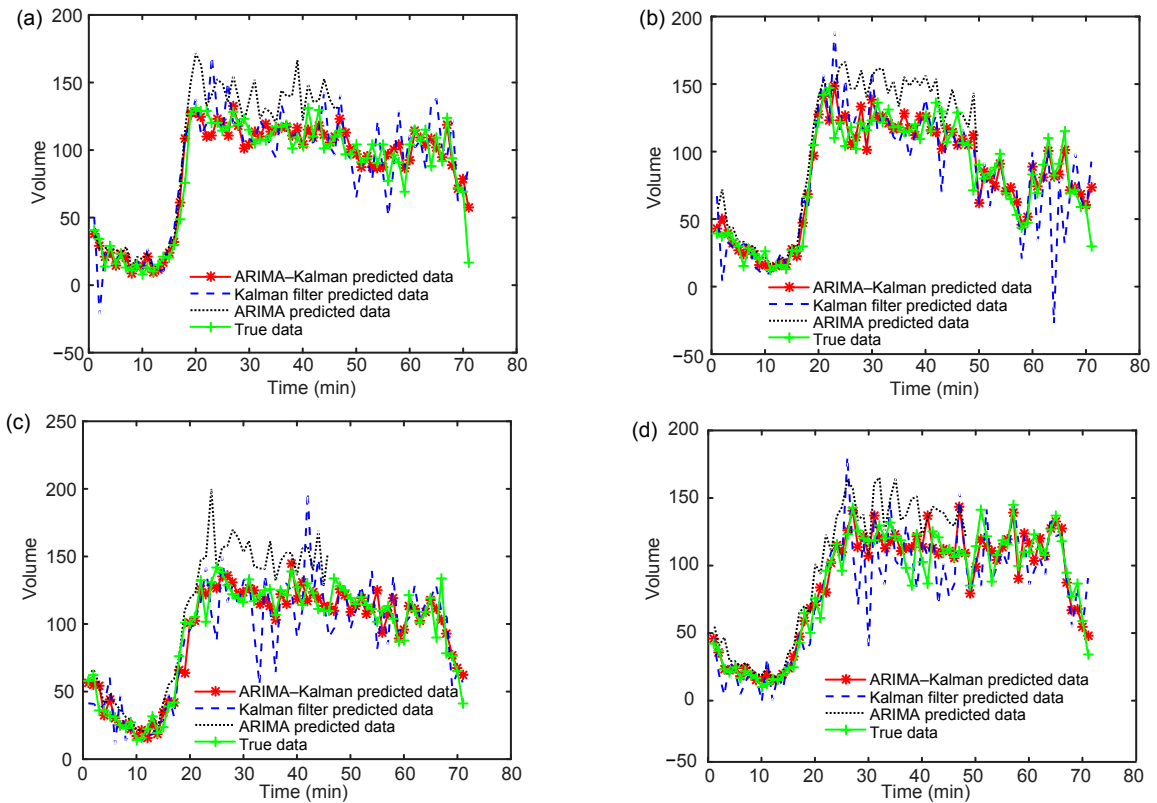 (a)
200
150
100
50
0
−50
Volume
0 10 20 30 40 50 60 70 80
Time (min)
ARIMA–Kalman predicted data
Kalman filter predicted data
ARIMA predicted data
True data
(b)
200
150
100
50
0
−50
Volume
0 10 20 30 40 50 60 70 80
Time (min)
ARIMA–Kalman predicted data
Kalman filter predicted data
ARIMA predicted data
True data
(c)
250
200
150
100
50
0
Volume
0 10 20 30 40 50 60 70 80
Time (min)
ARIMA–Kalman predicted data
Kalman filter predicted data
ARIMA predicted data
True data
(d)
200
150
100
50
0
−50
Volume
0 10 20 30 40 50 60 70 80
Time (min)
ARIMA–Kalman predicted data
Kalman filter predicted data
ARIMA predicted data
True data